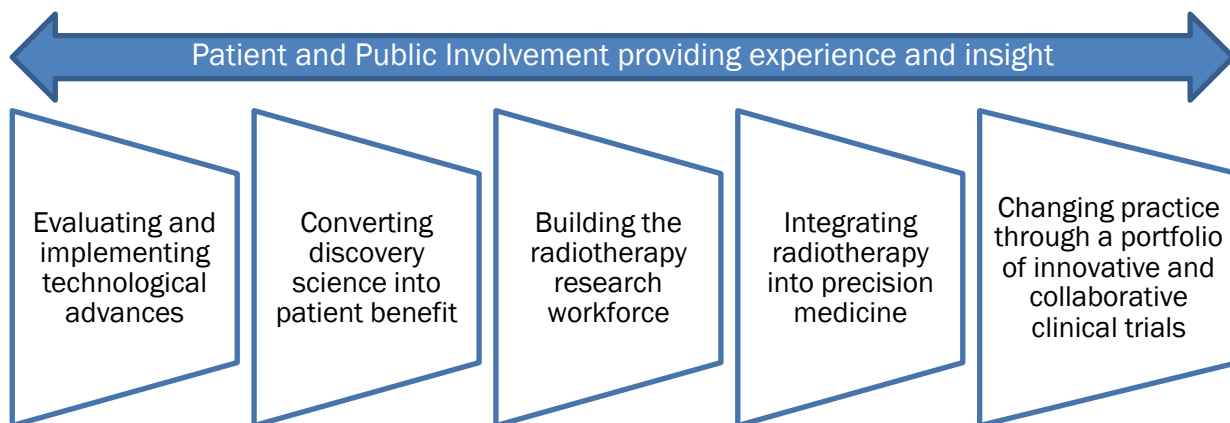 Patient and Public Involvement providing experience and insight
Evaluating and
implementing
technological
advances
Converting
discovery
science into
patient benefit
Building the
radiotherapy
research
workforce
Integrating
radiotherapy
into precision
medicine
Changing practice
through a portfolio
of innovative and
collaborative
clinical trials